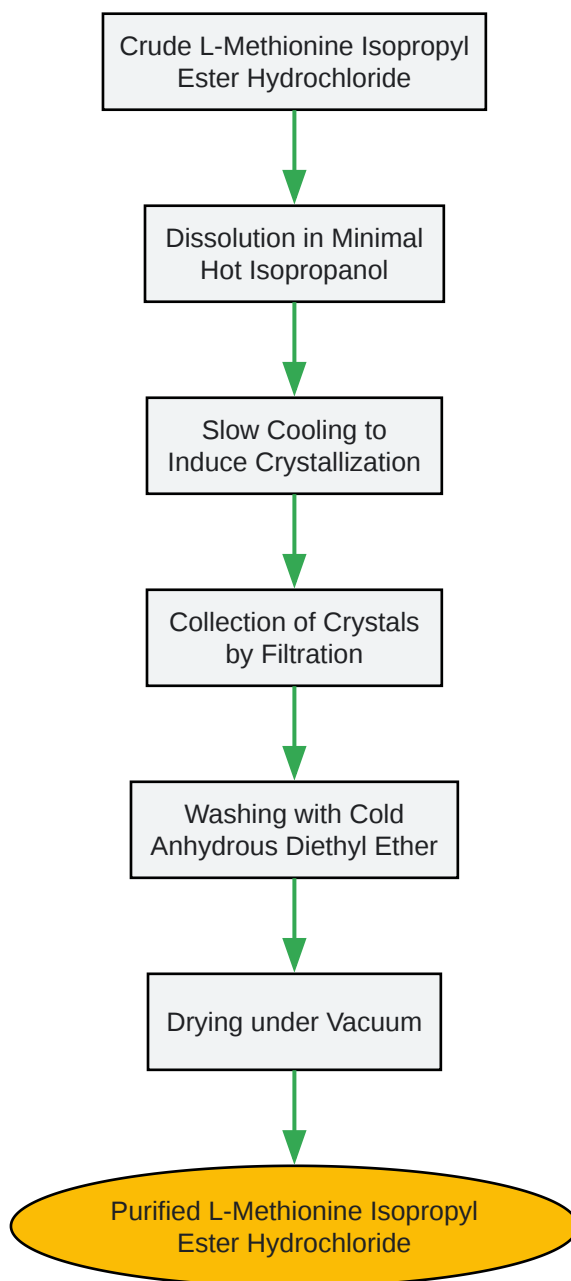 Crude L-Methionine Isopropyl
Ester Hydrochloride
Dissolution in Minimal
Hot Isopropanol
Slow Cooling to
Induce Crystallization
Collection of Crystals
by Filtration
Washing with Cold
Anhydrous Diethyl Ether
Drying under Vacuum
Purified L-Methionine Isopropyl
Ester Hydrochloride